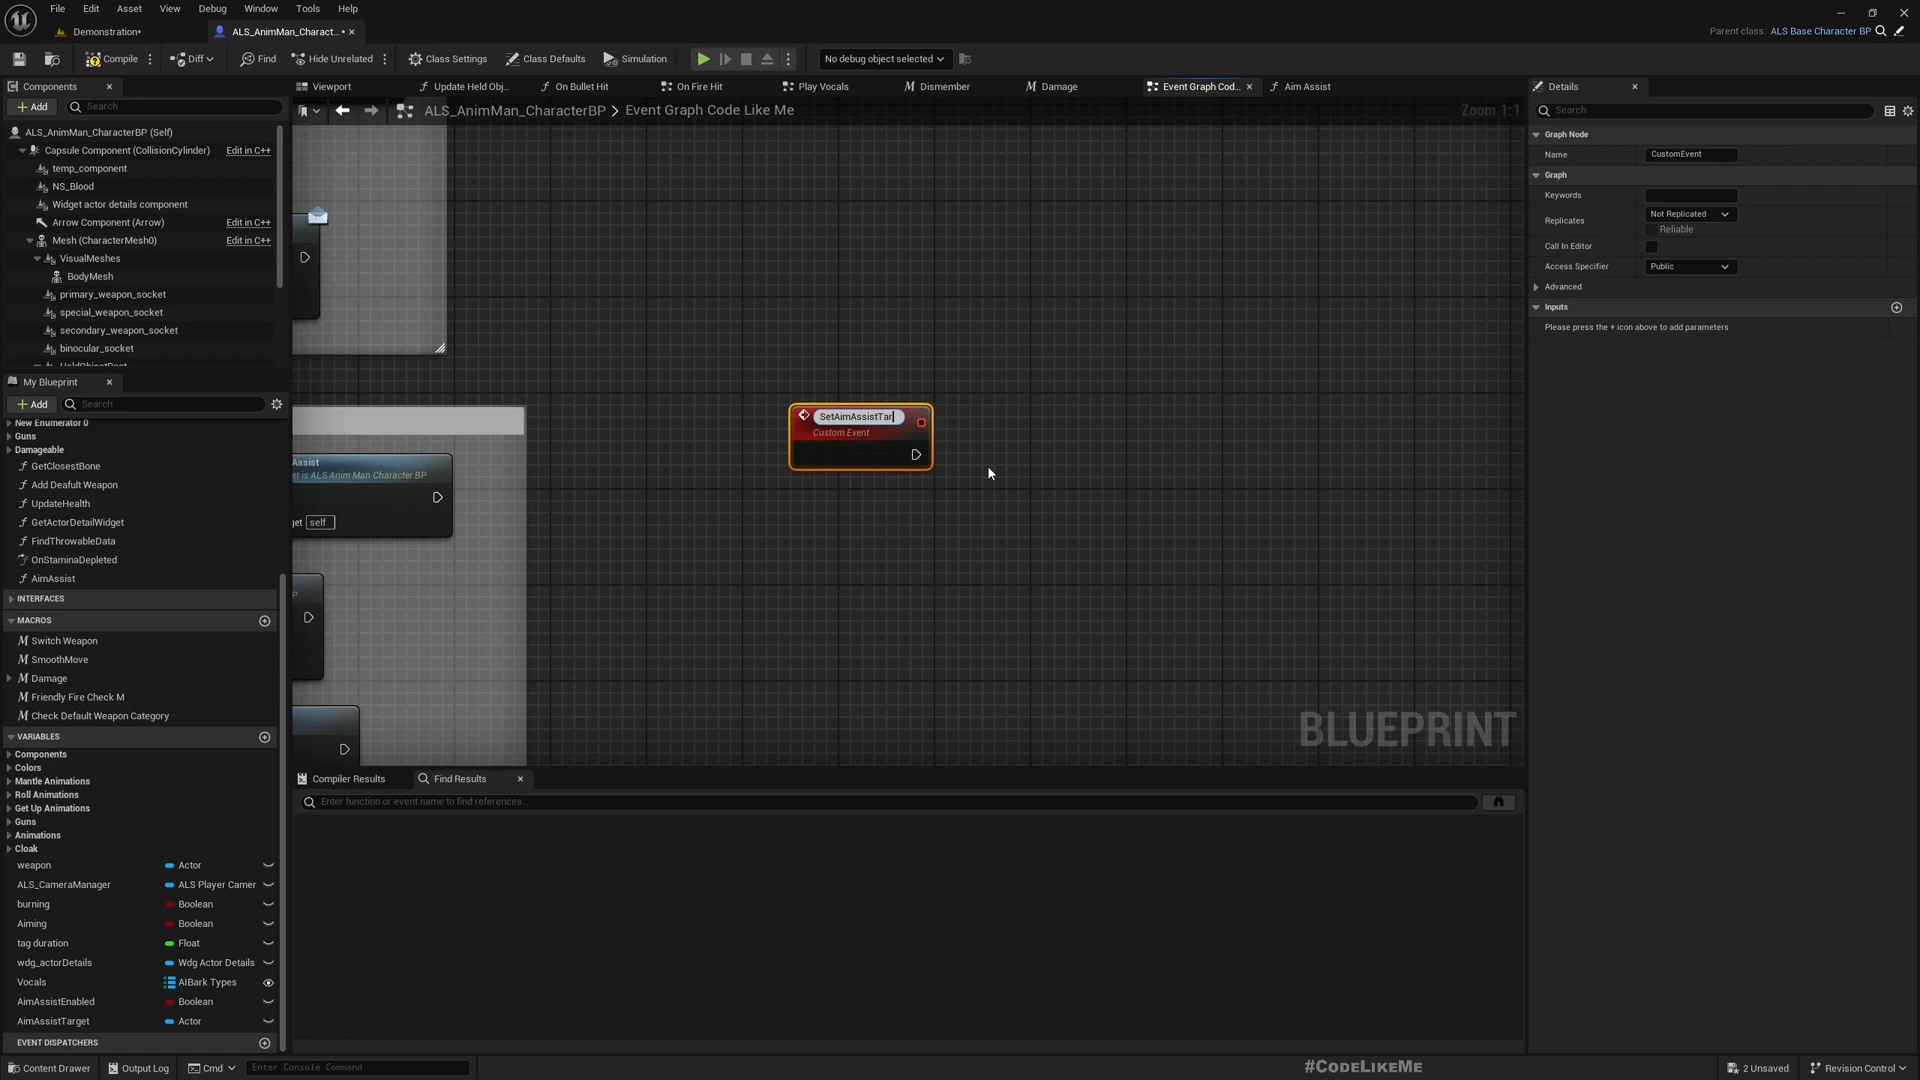 File Edit Asset Collection View Debug Window Tools Help
Demonstration•
ALS_AnimMan_Charact... •
Parent class: ALS Base Character BP
Compile
Diff
Find
Hide Unrelated
Class Settings
Class Defaults
Simulation
No debug object selected
Components
Add
Search
ALS_AnimMan_CharacterBP (Self)
Capsule Component (CollisionCylinder) Edit in C++
temp_component
NS_Blood
Widget actor details component
Arrow Component (Arrow) Edit in C++
Mesh (CharacterMesh0) Edit in C++
VisualMeshes
BodyMesh
primary_weapon_socket
special_weapon_socket
secondary_weapon_socket
binocular_socket
HeldObjectRoot
My Blueprint
Add
Search
New Enumerator 0
Guns
Damageable
GetClosestBone
Add Deafult Weapon
UpdateHealth
GetActorDetailWidget
FindThrowableData
OnStaminaDepleted
AimAssist
INTERFACES
MACROS
Switch Weapon
SmoothMove
Damage
Friendly Fire Check M
Check Default Weapon Category
VARIABLES
Components
Colors
Mantle Animations
Roll Animations
Get Up Animations
Guns
Animations
Cloak
weapon Actor
ALS_CameraManager ALS Player Camer
burning Boolean
Aiming Boolean
tag duration Float
wdg_actorDetails Wdg Actor Details
Vocals AIBark Types
AimAssistEnabled Boolean
AimAssistTarget Actor
EVENT DISPATCHERS
Viewport
Update Held Obj...
On Bullet Hit
On Fire Hit
Play Vocals
Dismember
Damage
Event Graph Cod...
Aim Assist
ALS_AnimMan_CharacterBP > Event Graph Code Like Me
Zoom 1:1
SetAimAssistTar
Custom Event
Assist
et is ALS Anim Man Character BP
get self
P
BLUEPRINT
Compiler Results
Find Results
Enter function or event name to find references...
Details
Search
Graph Node
Name CustomEvent
Graph
Keywords
Replicates Not Replicated
Reliable
Call In Editor
Access Specifier Public
Advanced
Inputs
Please press the + icon above to add parameters
Content Drawer
Output Log
Cmd
Enter Console Command
#CODELIKEME
2 Unsaved
Revision Control